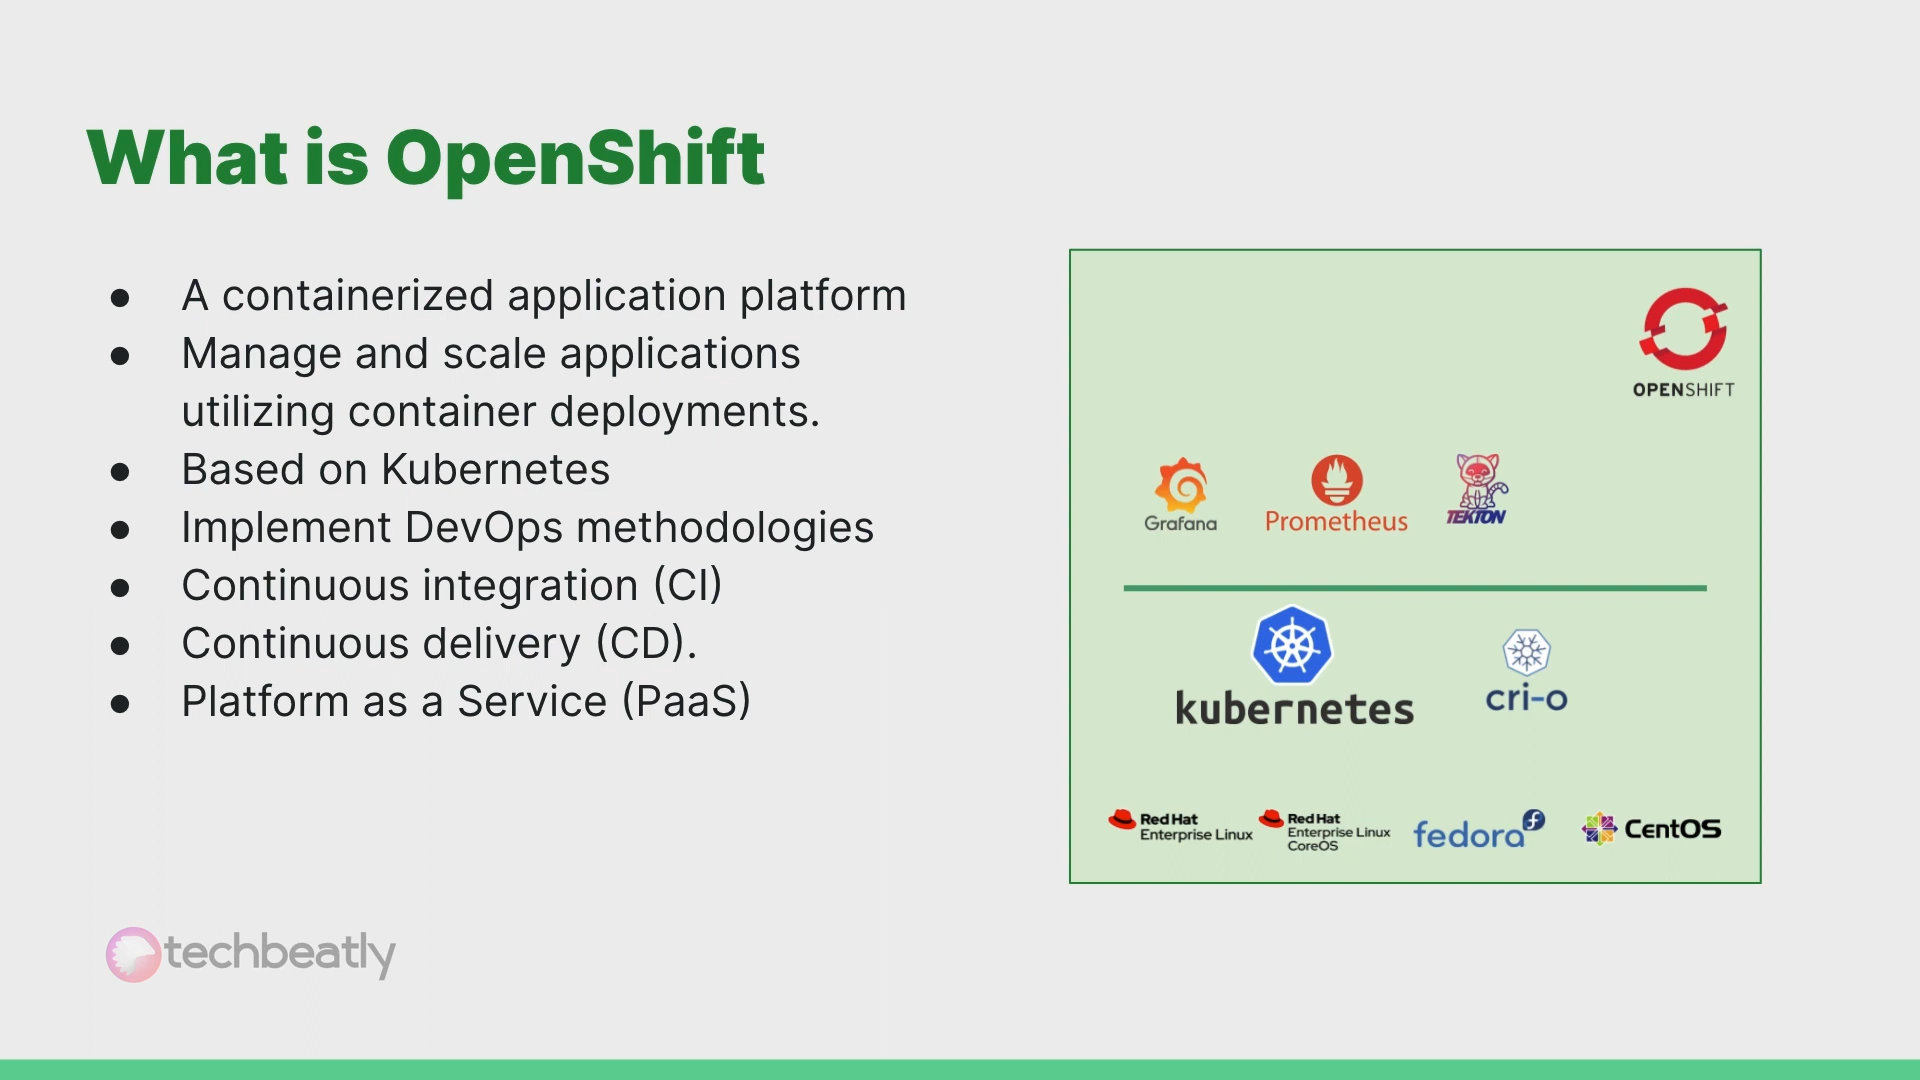 What is OpenShift
● A containerized application platform
● Manage and scale applications
utilizing container deployments.
● Based on Kubernetes
● Implement DevOps methodologies
● Continuous integration (CI)
● Continuous delivery (CD).
● Platform as a Service (PaaS)
OPENSHIFT
Grafana
Prometheus
TEKTON
kubernetes
cri-o
Red Hat
Enterprise Linux
Red Hat
Enterprise Linux
CoreOS
fedora
CentOS
techbeatly